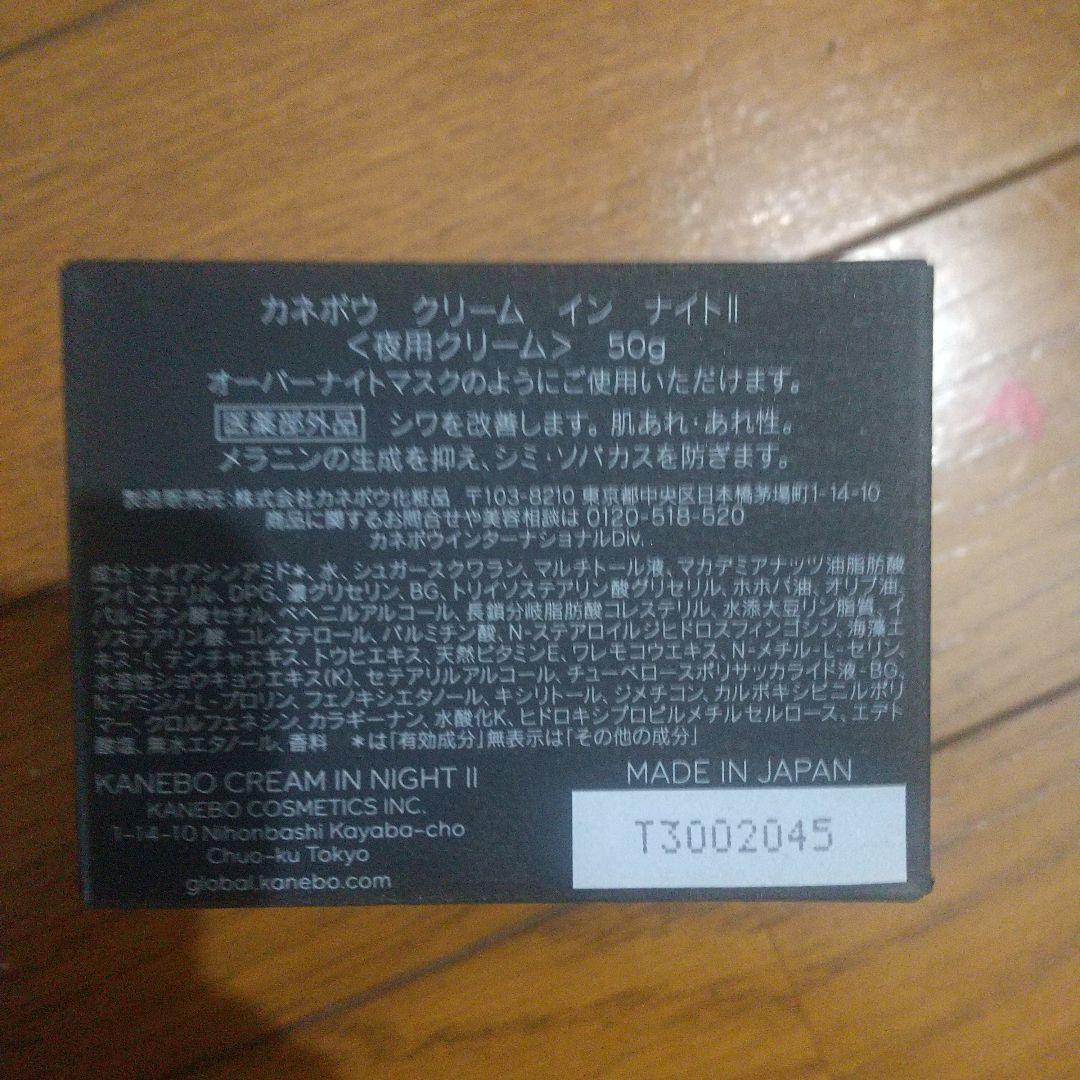 カネボウ クリーム イン ナイトⅡ
<夜用クリーム> 50g
オーバーナイトマスクのようにご使用いただけます。
医薬部外品 シワを改善します。肌あれ・あれ性。
メラニンの生成を抑え、シミ・ソバカスを防ぎます。
製造販売元:株式会社カネボウ化粧品 〒103-8210 東京都中央区日本橋茅場町1-14-10
商品に関するお問合せや美容相談は 0120-518-520
カネボウインターナショナルDiv.
成分:ナイアシンアミド*、水、シュガースクワラン、マルチトール液、マカデミアナッツ油脂肪酸
フィトステリル、DPG、濃グリセリン、BG、トリイソステアリン酸グリセリル、ホホバ油、オリブ油、
パルミチン酸セチル、ベヘニルアルコール、長鎖分岐脂肪酸コレステリル、水添大豆リン脂質、イ
ソステアリン酸、コレステロール、パルミチン酸、N-ステアロイルジヒドロスフィンゴシン、海藻エ
キス-1、テンチャエキス、トウヒエキス、天然ビタミンE、ワレモコウエキス、N-メチル-L-セリン、
水溶性ショウキョウエキス(K)、セテアリルアルコール、チューベロースポリサッカライド液-BG、
N-アミジノ-L-プロリン、フェノキシエタノール、キシリトール、ジメチコン、カルボキシビニルポリ
マー、クロルフェネシン、カラギーナン、水酸化K、ヒドロキシプロピルメチルセルロース、エデト
酸塩、無水エタノール、香料 *は「有効成分」無表示は「その他の成分」
KANEBO CREAM IN NIGHT II
KANEBO COSMETICS INC.
1-14-10 Nihonbashi Kayaba-cho
Chuo-ku Tokyo
global.kanebo.com
MADE IN JAPAN
T3002045